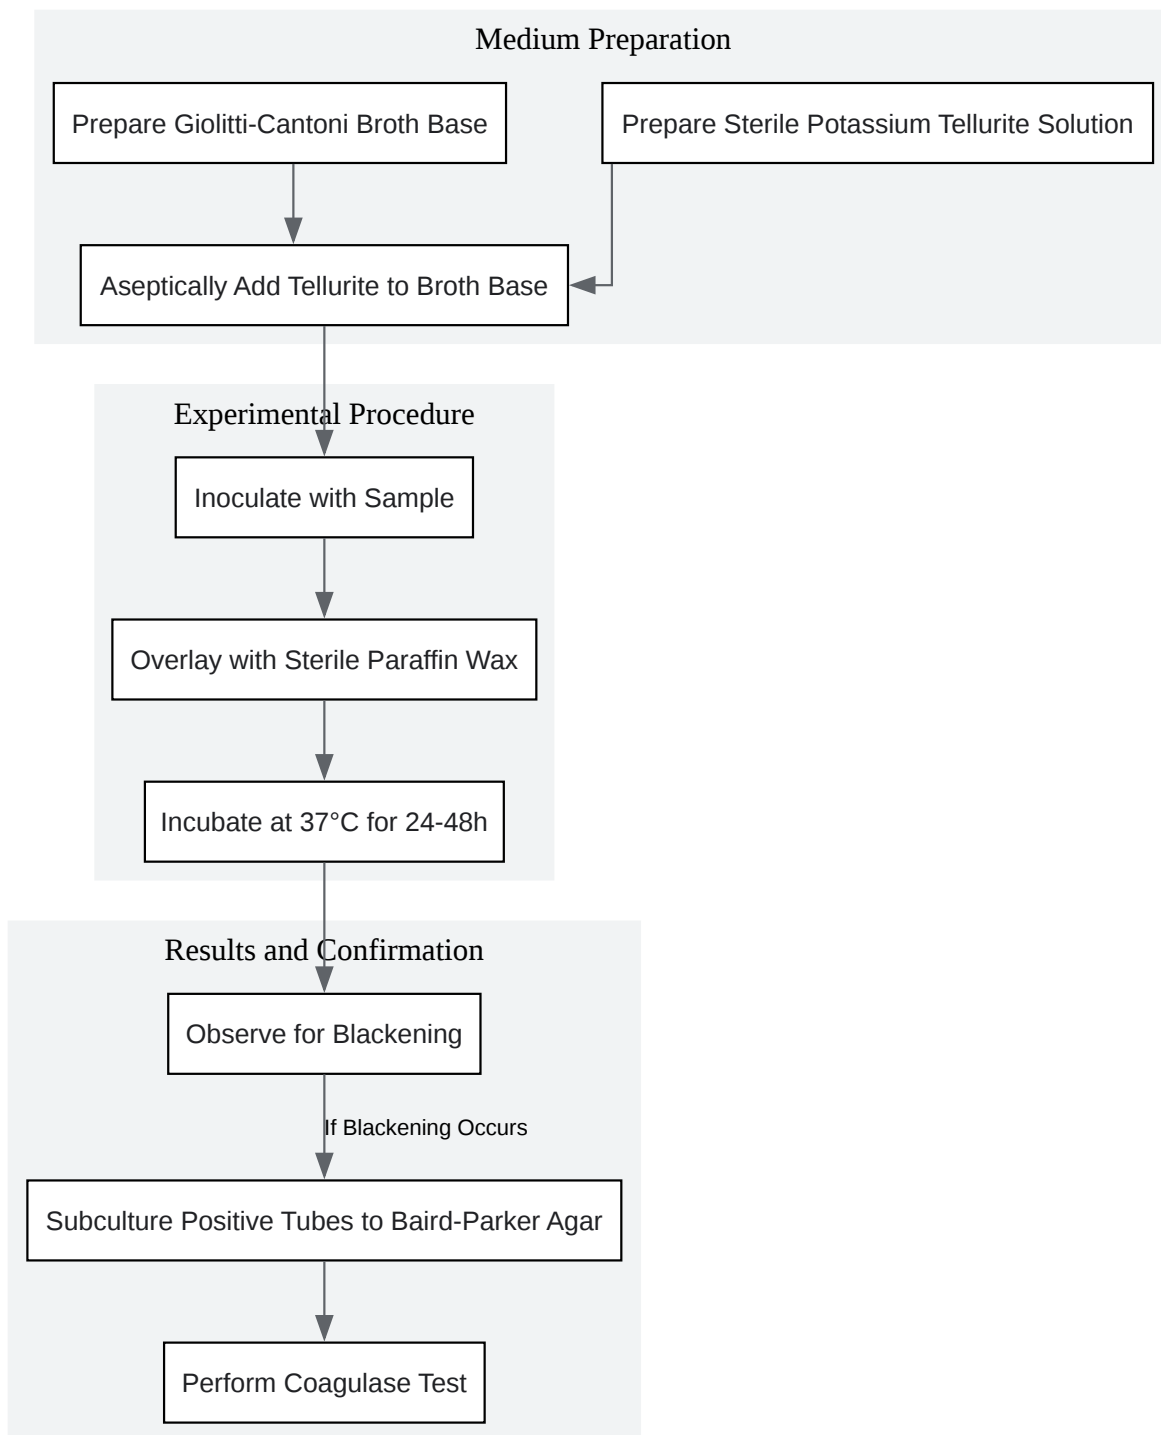 Medium Preparation
Prepare Giolitti-Cantoni Broth Base
Prepare Sterile Potassium Tellurite Solution
Aseptically Add Tellurite to Broth Base
Experimental Procedure
Inoculate with Sample
Overlay with Sterile Paraffin Wax
Incubate at 37°C for 24-48h
Results and Confirmation
Observe for Blackening
If Blackening Occurs
Subculture Positive Tubes to Baird-Parker Agar
Perform Coagulase Test